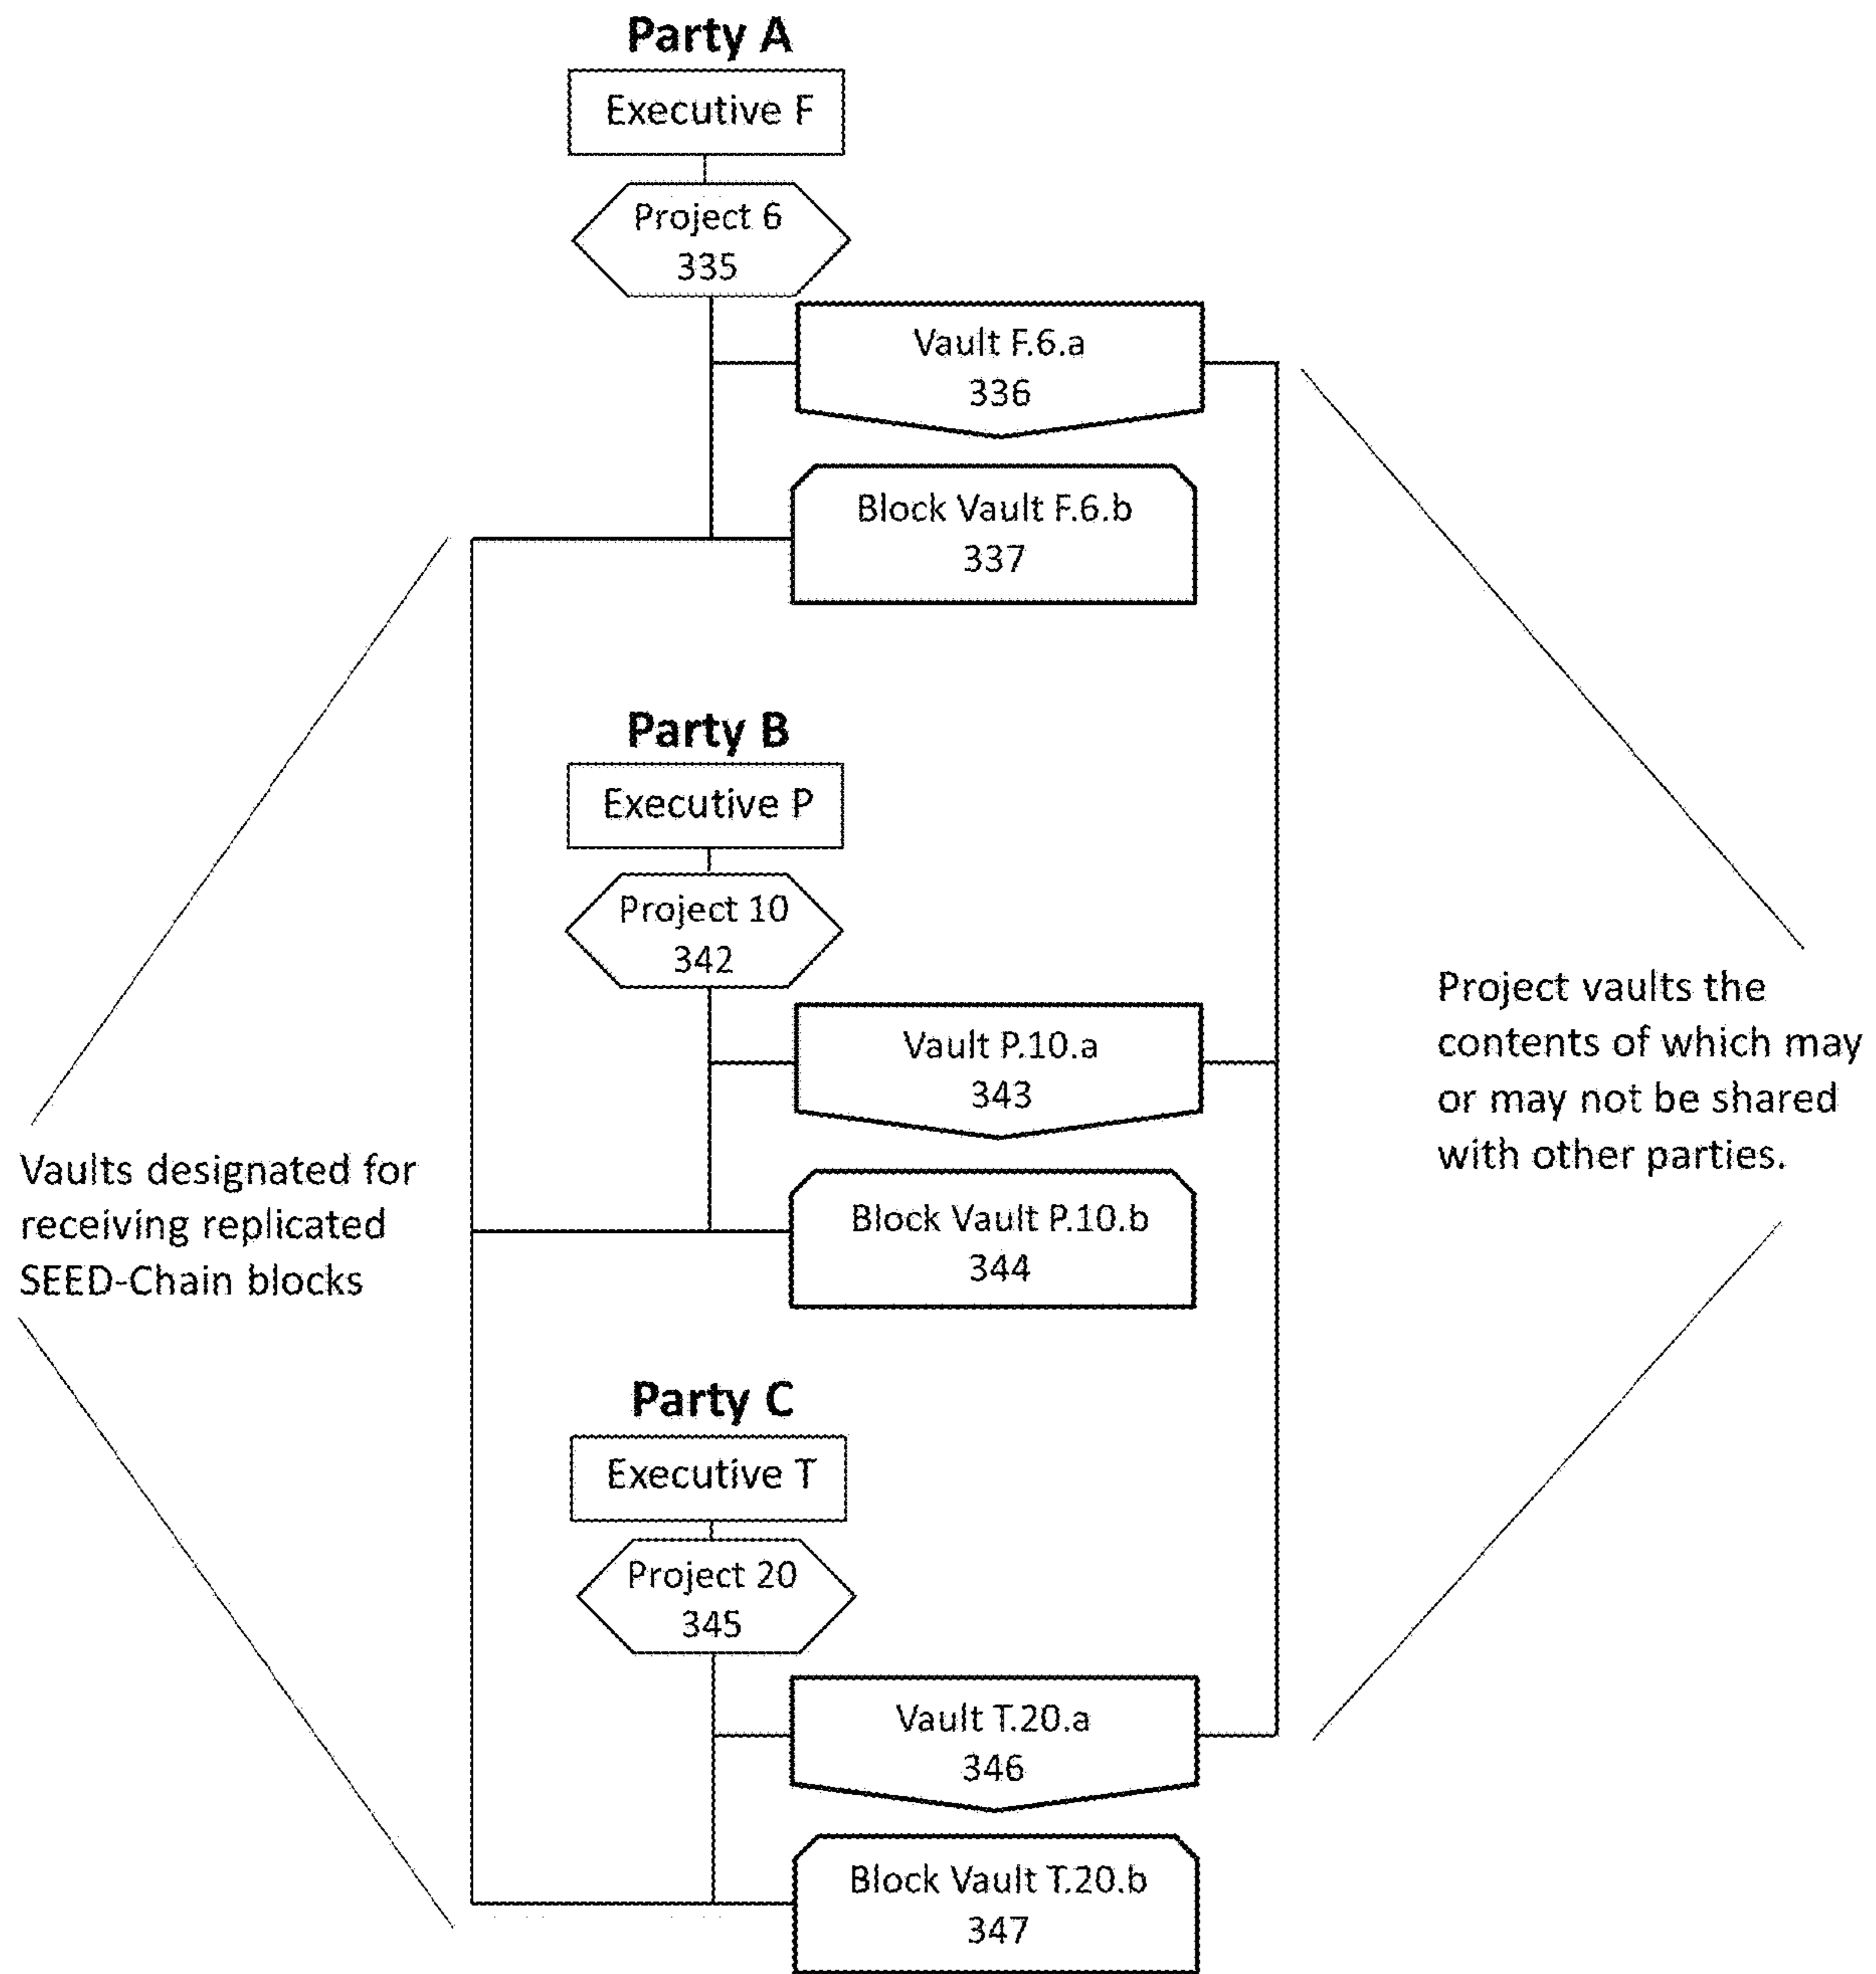 Party A
Executive F
Project 6
335
Vault F.6.a
336
Block Vault F.6.b
337
Party B
Executive P
Project 10
342
Vault P.10.a
343
Block Vault P.10.b
344
Party C
Executive T
Project 20
345
Vault T.20.a
346
Block Vault T.20.b
347
Vaults designated for
receiving replicated
SEED-Chain blocks
Project vaults the
contents of which may
or may not be shared
with other parties.